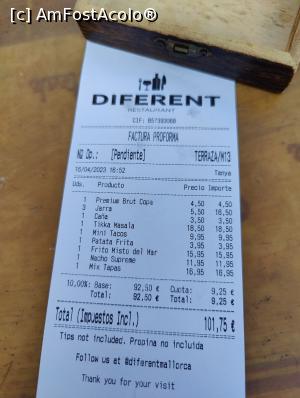 [c] AmFostAcolo®
DIFERENT
RESTAURANT
CIF: B57393060
FACTURA PROFORMA
Nº Op.: [Pendiente] TERRAZA/M13
16/04/2023 16:52 Tanya
Uds. Producto Precio Importe
1 Premium Brut Copa 4,50 4,50
3 Jarra 5,50 16,50
1 Caña 3,50 3,50
1 Tikka Masala 18,50 18,50
1 Mini Tacos 9,95 9,95
1 Patata Frita 3,95 3,95
1 Frito Misto del Mar 15,95 15,95
1 Nacho Supreme 11,95 11,95
1 Mix Tapas 16,95 16,95
10,00%: Base: 92,50 € Cuota: 9,25 €
Total: 92,50 € Total: 9,25 €
Total (Impuestos Incl.) 101,75 €
Tips not included. Propina no incluida
Follow us at @diferentmallorca
Thank you for your visit